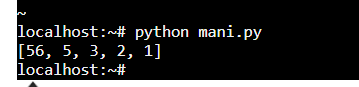 ~
localhost:~# python mani.py
[56, 5, 3, 2, 1]
localhost:~#